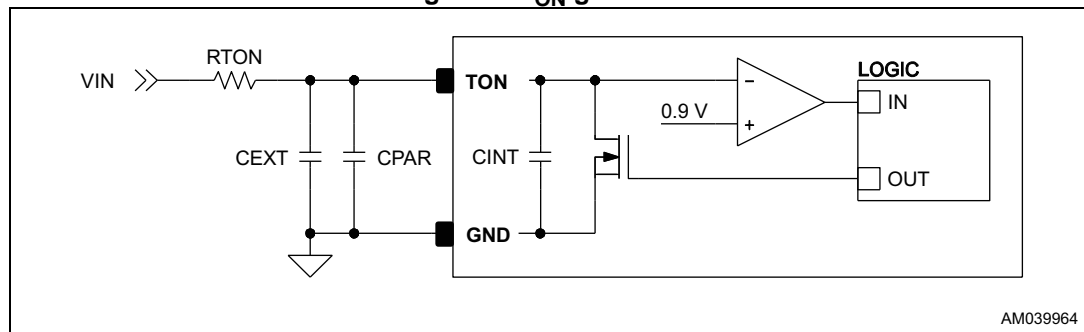 VIN
RTON
CEXT
CPAR
TON
GND
CINT
0.9 V
-
+
LOGIC
IN
OUT
AM039964